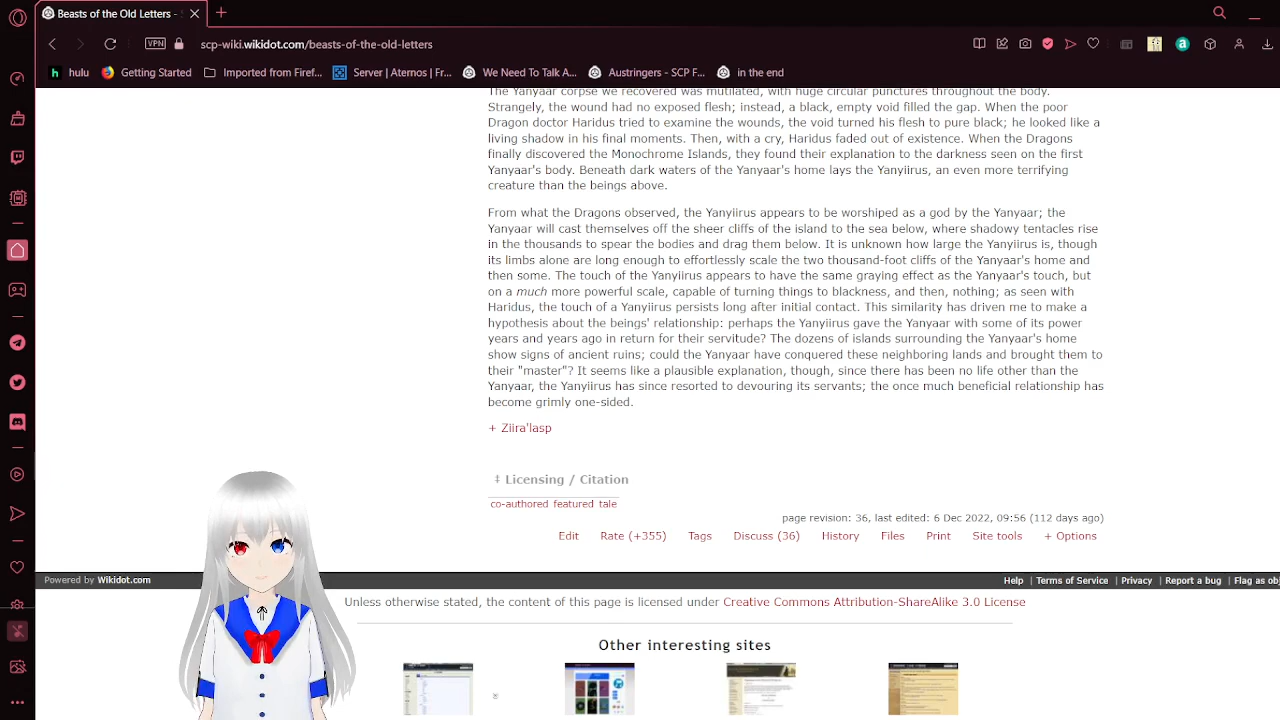 Beasts of the Old Letters -
scp-wiki.wikidot.com/beasts-of-the-old-letters
VPN
hulu
Getting Started
Imported from Firef...
Server | Aternos | Fr...
We Need To Talk A...
Austringers - SCP F...
in the end
The Yanyaar corpse we recovered was mutilated, with huge circular punctures throughout the body.
Strangely, the wound had no exposed flesh; instead, a black, empty void filled the gap. When the poor
Dragon doctor Haridus tried to examine the wounds, the void turned his flesh to pure black; he looked like a
living shadow in his final moments. Then, with a cry, Haridus faded out of existence. When the Dragons
finally discovered the Monochrome Islands, they found their explanation to the darkness seen on the first
Yanyaar's body. Beneath dark waters of the Yanyaar's home lays the Yanyiirus, an even more terrifying
creature than the beings above.
From what the Dragons observed, the Yanyiirus appears to be worshiped as a god by the Yanyaar; the
Yanyaar will cast themselves off the sheer cliffs of the island to the sea below, where shadowy tentacles rise
in the thousands to spear the bodies and drag them below. It is unknown how large the Yanyiirus is, though
its limbs alone are long enough to effortlessly scale the two thousand-foot cliffs of the Yanyaar's home and
then some. The touch of the Yanyiirus appears to have the same graying effect as the Yanyaar's touch, but
on a much more powerful scale, capable of turning things to blackness, and then, nothing; as seen with
Haridus, the touch of a Yanyiirus persists long after initial contact. This similarity has driven me to make a
hypothesis about the beings' relationship: perhaps the Yanyiirus gave the Yanyaar with some of its power
years and years ago in return for their servitude? The dozens of islands surrounding the Yanyaar's home
show signs of ancient ruins; could the Yanyaar have conquered these neighboring lands and brought them to
their "master"? It seems like a plausible explanation, though, since there has been no life other than the
Yanyaar, the Yanyiirus has since resorted to devouring its servants; the once much beneficial relationship has
become grimly one-sided.
+ Ziira'lasp
‡ Licensing / Citation
co-authored featured tale
page revision: 36, last edited: 6 Dec 2022, 09:56 (112 days ago)
Edit Rate (+355) Tags Discuss (36) History Files Print Site tools + Options
Powered by Wikidot.com
Help | Terms of Service | Privacy | Report a bug | Flag as obj
Unless otherwise stated, the content of this page is licensed under Creative Commons Attribution-ShareAlike 3.0 License
Other interesting sites